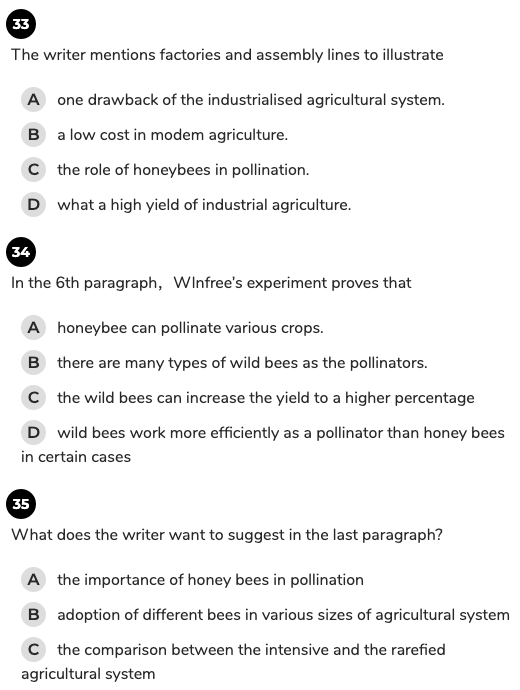 33
The writer mentions factories and assembly lines to illustrate
A one drawback of the industrialised agricultural system.
B a low cost in modem agriculture.
C the role of honeybees in pollination.
D what a high yield of industrial agriculture.
34
In the 6th paragraph， WInfree's experiment proves that
A honeybee can pollinate various crops.
B there are many types of wild bees as the pollinators.
C the wild bees can increase the yield to a higher percentage
D wild bees work more efficiently as a pollinator than honey bees
in certain cases
35
What does the writer want to suggest in the last paragraph?
A the importance of honey bees in pollination
B adoption of different bees in various sizes of agricultural system
C the comparison between the intensive and the rarefied
agricultural system